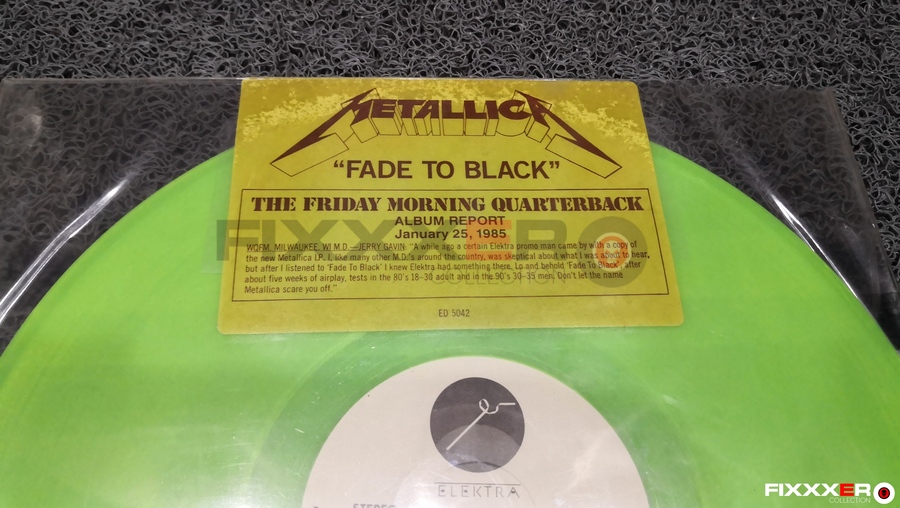 METALLICA
“FADE TO BLACK”
THE FRIDAY MORNING QUARTERBACK
ALBUM REPORT
January 25, 1985
WQFM, MILWAUKEE, WI M.D.—JERRY GAVIN: “A while ago a certain Elektra promo man came by with a copy of
the new Metallica LP. I, like many other M.D.’s around the country, was skeptical about what I was about to hear,
but after I listened to ‘Fade To Black’ I knew Elektra had something there. Lo and behold ‘Fade To Black’, after
about five weeks of airplay, tests in the 80’s 18–30 adult and in the 90’s 30–35 men. Don’t let the name
Metallica scare you off.”
ED 5042
FIXXXERO
COLLECTION
ELEKTRA
STEREO
FIXXXERO
COLLECTION